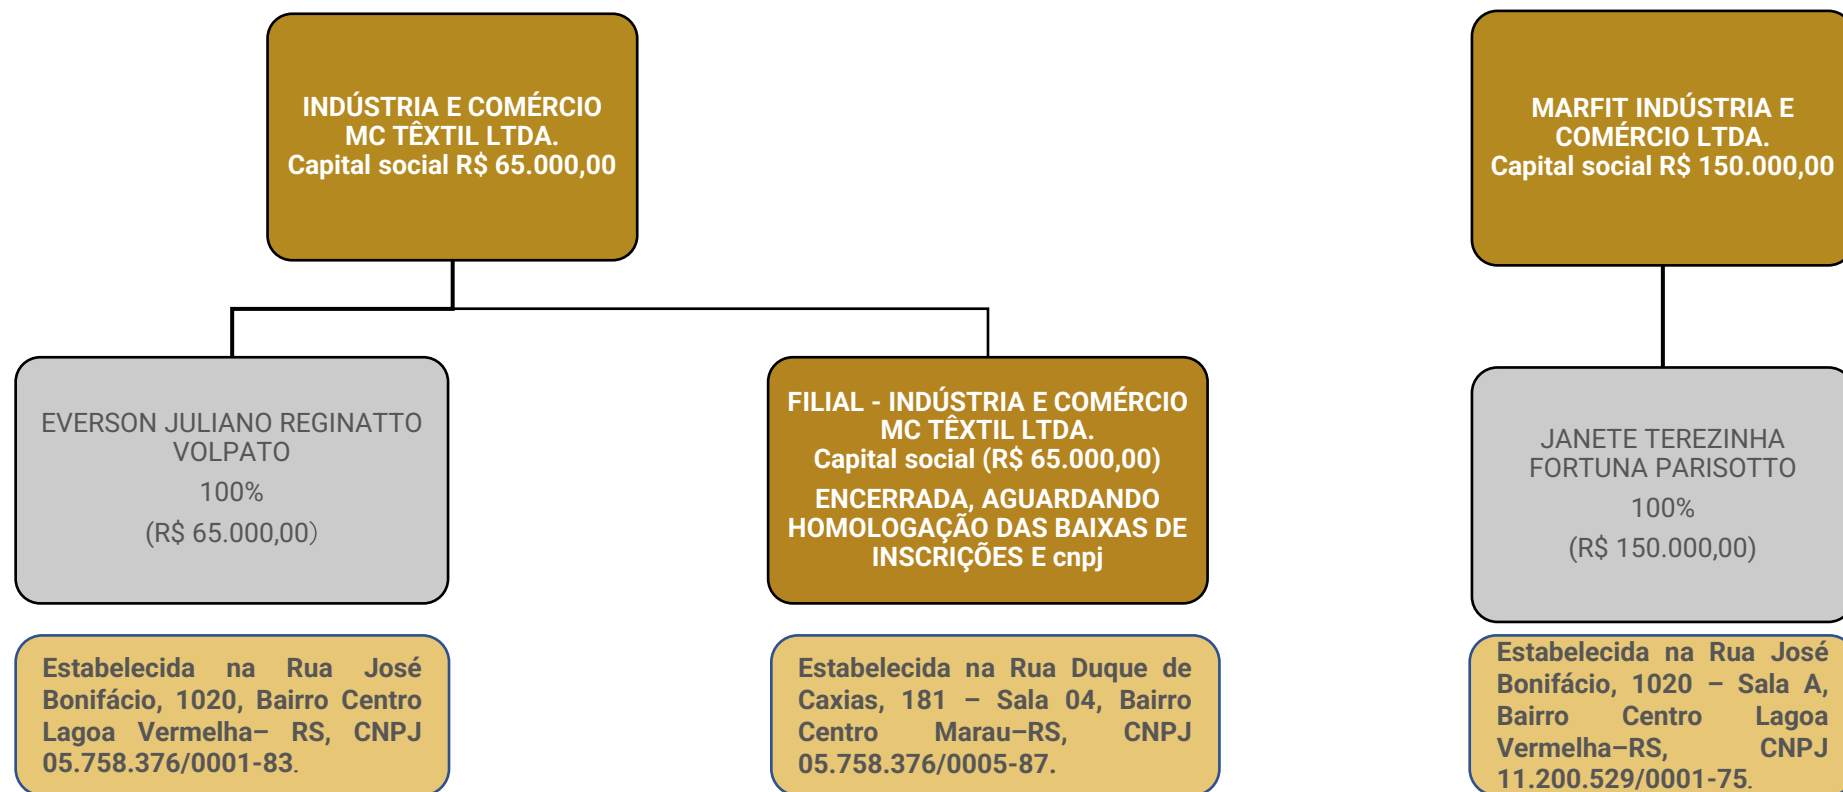 INDÚSTRIA E COMÉRCIO
MC TÊXTIL LTDA.
Capital social R$ 65.000,00
MARFIT INDÚSTRIA E
COMÉRCIO LTDA.
Capital social R$ 150.000,00
EVERSON JULIANO REGINATTO
VOLPATO
100%
(R$ 65.000,00)
FILIAL - INDÚSTRIA E COMÉRCIO
MC TÊXTIL LTDA.
Capital social (R$ 65.000,00)
ENCERRADA, AGUARDANDO
HOMOLOGAÇÃO DAS BAIXAS DE
INSCRIÇÕES E cnpj
JANETE TEREZINHA
FORTUNA PARISOTTO
100%
(R$ 150.000,00)
Estabelecida na Rua José
Bonifácio, 1020, Bairro Centro
Lagoa Vermelha– RS, CNPJ
05.758.376/0001-83.
Estabelecida na Rua Duque de
Caxias, 181 – Sala 04, Bairro
Centro Marau–RS, CNPJ
05.758.376/0005-87.
Estabelecida na Rua José
Bonifácio, 1020 – Sala A,
Bairro Centro Lagoa
Vermelha–RS, CNPJ
11.200.529/0001-75.